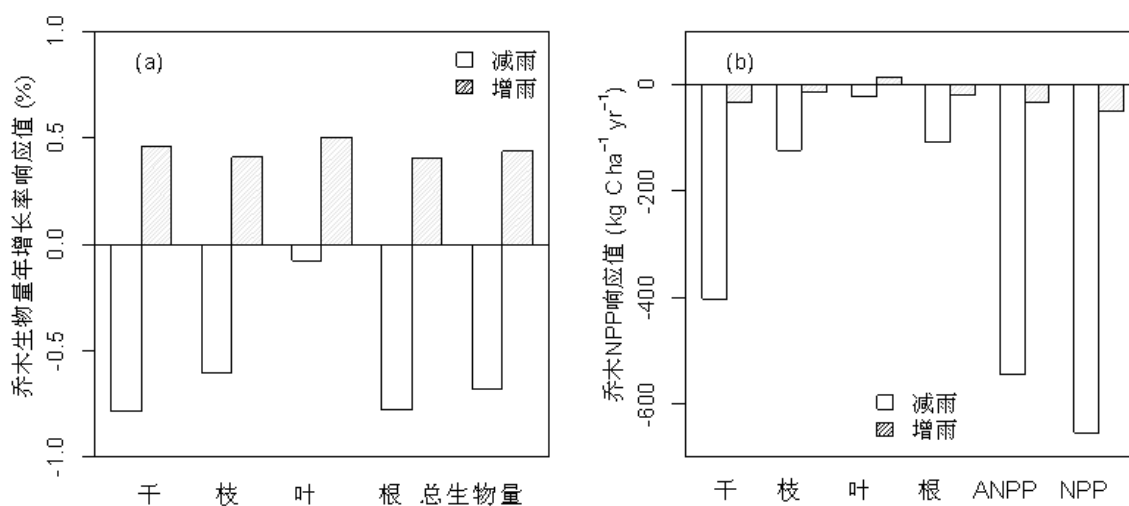 乔木生物量年增长率响应值 (%)
1.0
0.5
0.0
-0.5
-1.0
(a)
减雨
增雨
干 枝 叶 根 总生物量
乔木NPP响应值 (kg C ha⁻¹ yr⁻¹)
0
-200
-400
-600
(b)
减雨
增雨
干 枝 叶 根 ANPP NPP